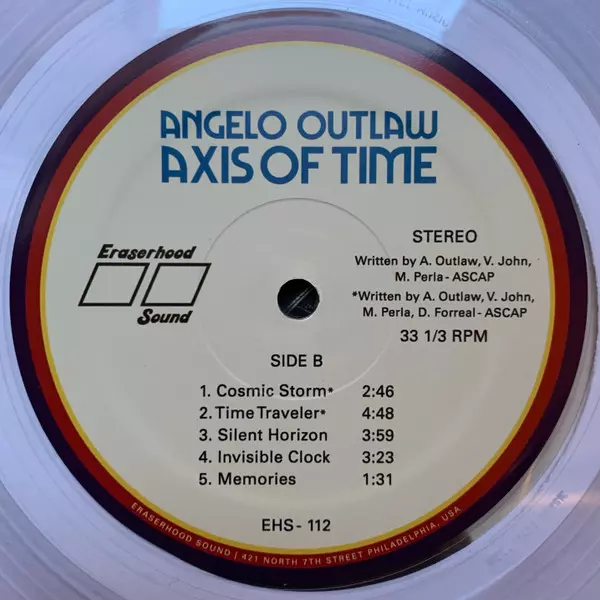 ANGELO OUTLAW
AXIS OF TIME
Eraserhood
Sound
STEREO
Written by A. Outlaw, V. John,
M. Perla - ASCAP
*Written by A. Outlaw, V. John,
M. Perla, D. Forreal - ASCAP
33 1/3 RPM
SIDE B
1. Cosmic Storm* 2:46
2. Time Traveler* 4:48
3. Silent Horizon 3:59
4. Invisible Clock 3:23
5. Memories 1:31
EHS - 112
ERASERHOOD SOUND | 421 NORTH 7TH STREET PHILADELPHIA, USA